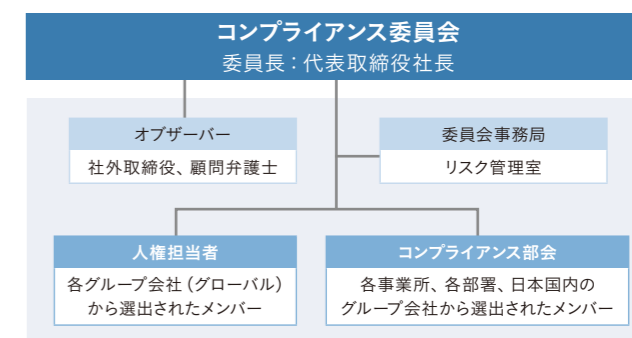 コンプライアンス委員会
委員長：代表取締役社長
オブザーバー
社外取締役、顧問弁護士
委員会事務局
リスク管理室
人権担当者
各グループ会社（グローバル）
から選出されたメンバー
コンプライアンス部会
各事業所、各部署、日本国内の
グループ会社から選出されたメンバー